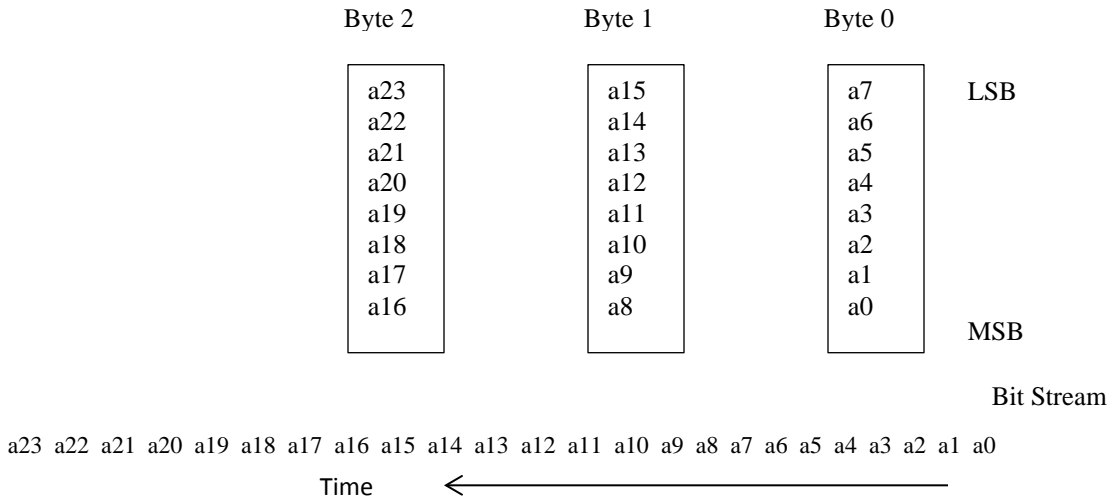 Byte 2 Byte 1 Byte 0
a23 a15 a7 LSB
a22 a14 a6
a21 a13 a5
a20 a12 a4
a19 a11 a3
a18 a10 a2
a17 a9 a1
a16 a8 a0
MSB
Bit Stream
a23 a22 a21 a20 a19 a18 a17 a16 a15 a14 a13 a12 a11 a10 a9 a8 a7 a6 a5 a4 a3 a2 a1 a0
Time